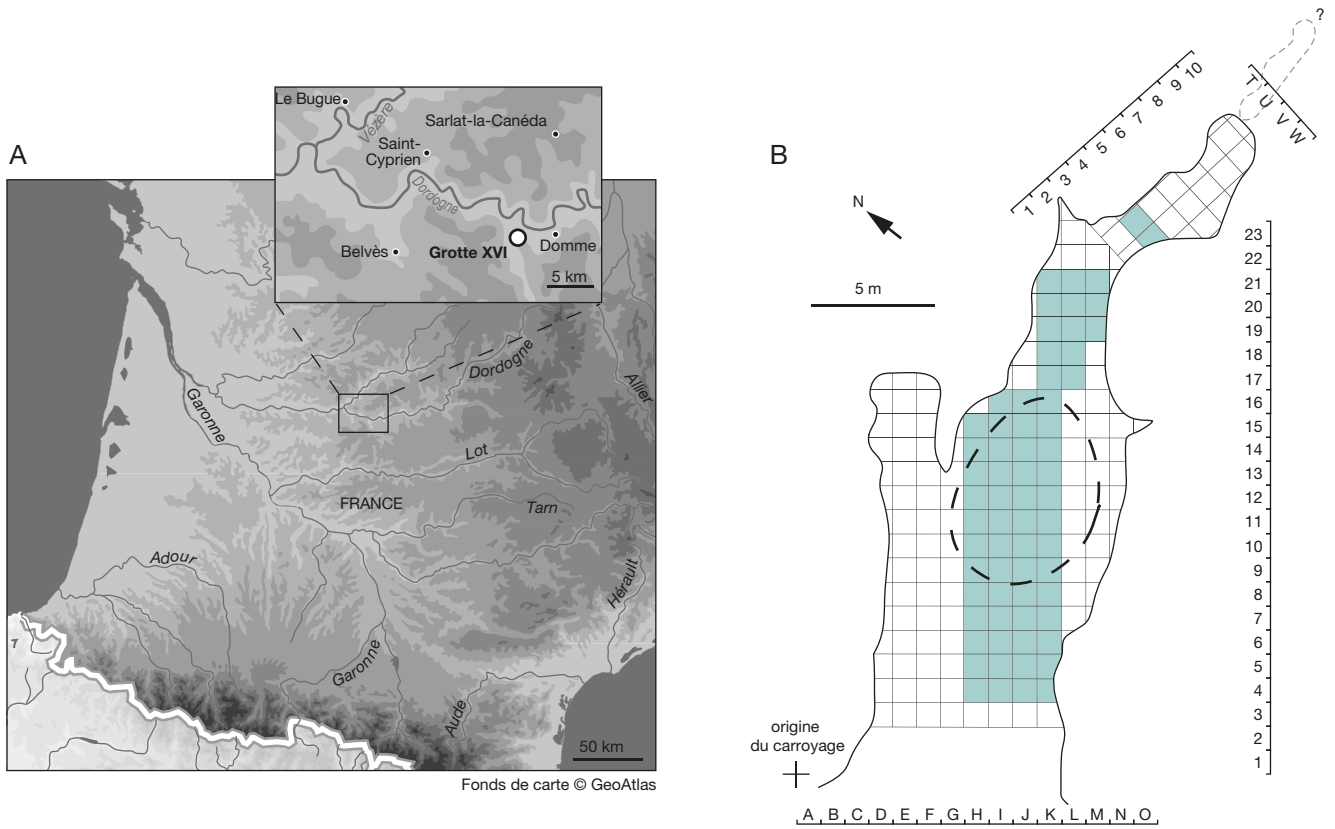 A
Le Bugue
Vézère
Sarlat-la-Canéda
Saint-
Cyprien
Dordogne
Belvès
Grotte XVI
Domme
5 km
Dordogne
Allier
Garonne
Lot
FRANCE
Tarn
Adour
Hérault
Garonne
Aude
50 km
Fonds de carte © GeoAtlas
B
?
1 2 3 4 5 6 7 8 9 10
T U V W
N
5 m
23
22
21
20
19
18
17
16
15
14
13
12
11
10
9
8
7
6
5
4
3
2
1
origine
du carroyage
A B C D E F G H I J K L M N O